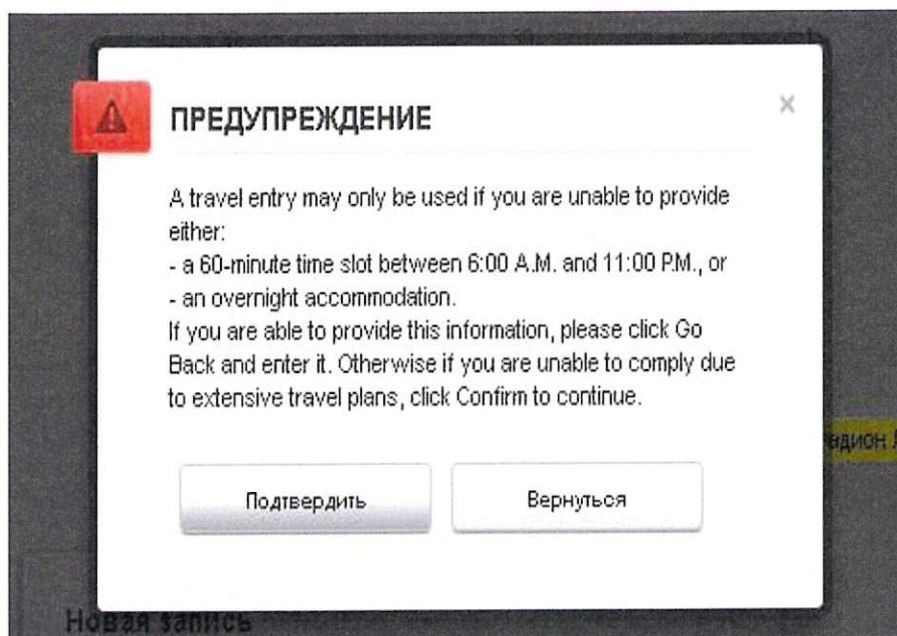 ПРЕДУПРЕЖДЕНИЕ
×
A travel entry may only be used if you are unable to provide
either:
- a 60-minute time slot between 6:00 A.M. and 11:00 P.M., or
- an overnight accommodation.
If you are able to provide this information, please click Go
Back and enter it. Otherwise if you are unable to comply due
to extensive travel plans, click Confirm to continue.
Подтвердить
Вернуться
Новая запись